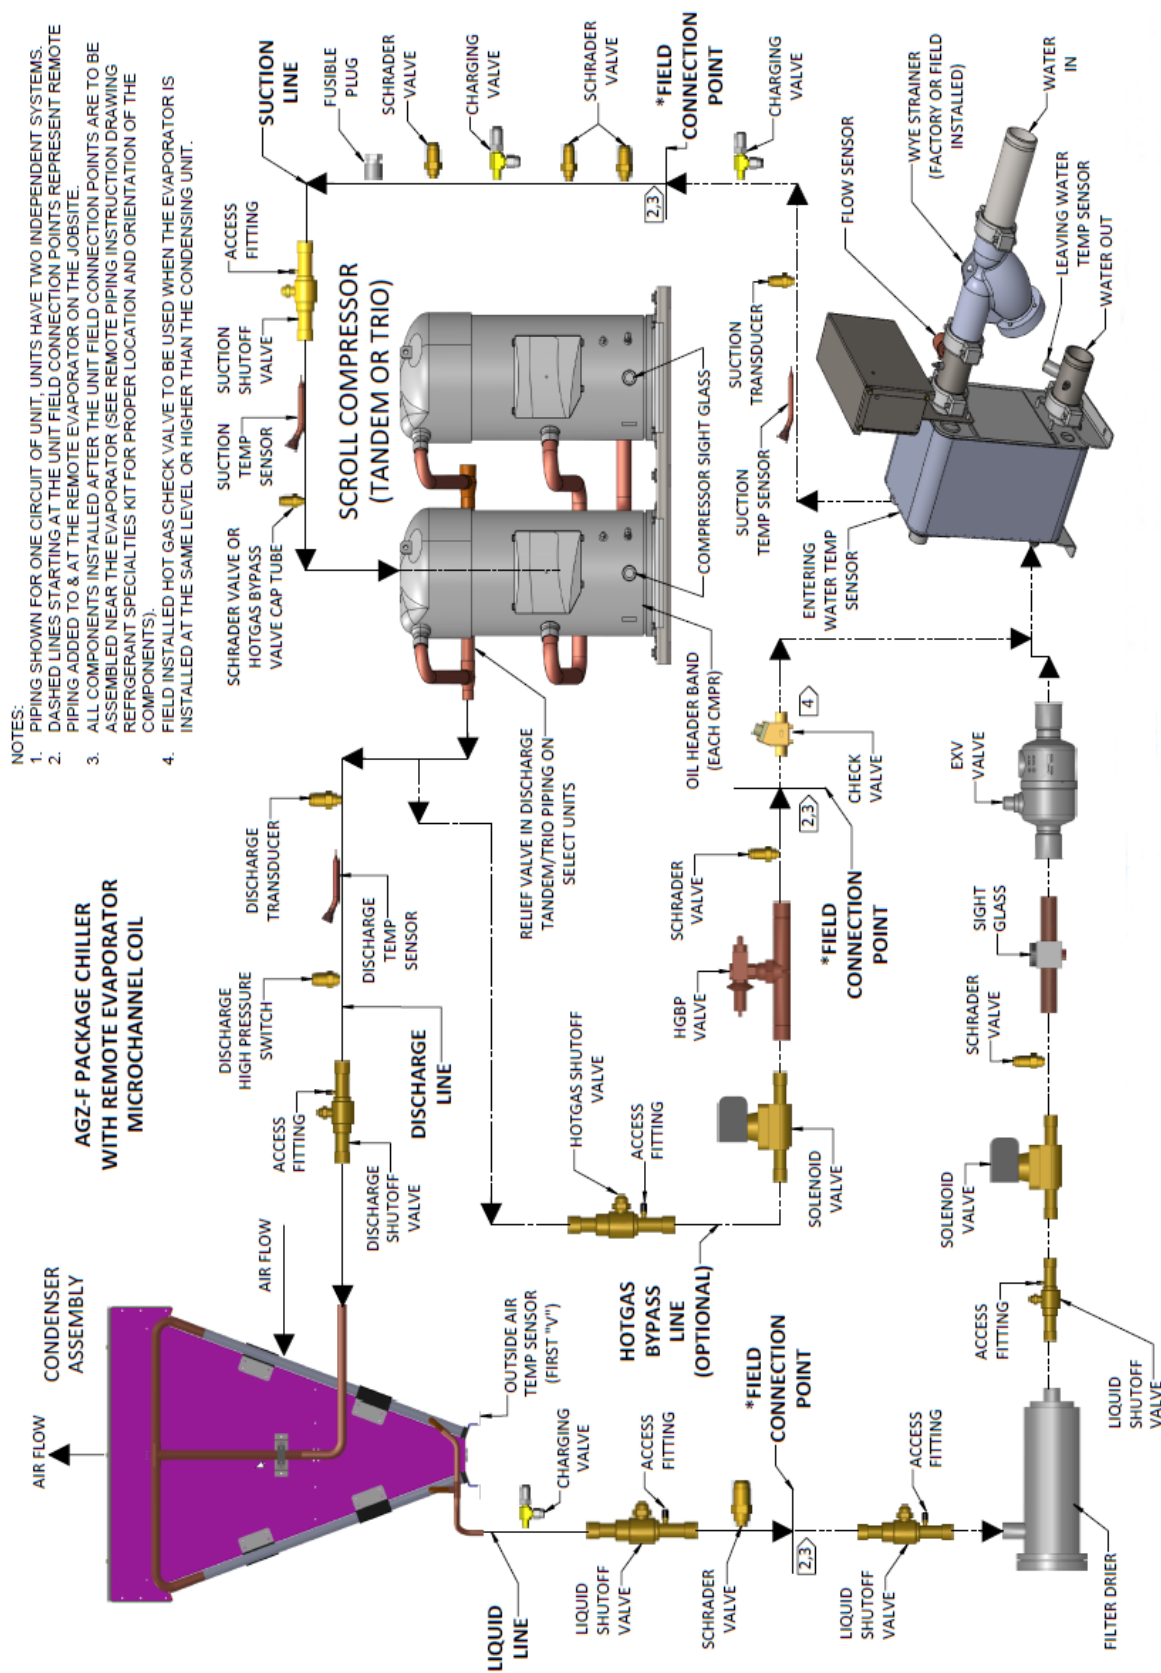 NOTES:
1. PIPING SHOWN FOR ONE CIRCUIT OF UNIT, UNITS HAVE TWO INDEPENDENT SYSTEMS.
2. DASHED LINES STARTING AT THE UNIT FIELD CONNECTION POINTS REPRESENT REMOTE
PIPING ADDED TO & AT THE REMOTE EVAPORATOR ON THE JOBSITE.
3. ALL COMPONENTS INSTALLED AFTER THE UNIT FIELD CONNECTION POINTS ARE TO BE
ASSEMBLED NEAR THE EVAPORATOR (SEE REMOTE PIPING INSTRUCTION DRAWING
REFRGERANT SPECIALTIES KIT FOR PROPER LOCATION AND ORIENTATION OF THE
COMPONENTS).
4. FIELD INSTALLED HOT GAS CHECK VALVE TO BE USED WHEN THE EVAPORATOR IS
INSTALLED AT THE SAME LEVEL OR HIGHER THAN THE CONDENSING UNIT.
AGZ-F PACKAGE CHILLER
WITH REMOTE EVAPORATOR
MICROCHANNEL COIL
AIR FLOW
CONDENSER
ASSEMBLY
AIR FLOW
OUTSIDE AIR
TEMP SENSOR
(FIRST "V")
ACCESS
FITTING
DISCHARGE
SHUTOFF
VALVE
DISCHARGE
HIGH PRESSURE
SWITCH
DISCHARGE
LINE
DISCHARGE
TEMP
SENSOR
DISCHARGE
TRANSDUCER
RELIEF VALVE IN DISCHARGE
TANDEM/TRIO PIPING ON
SELECT UNITS
SCHRADER VALVE OR
HOTGAS BYPASS
VALVE CAP TUBE
SUCTION
TEMP
SENSOR
SUCTION
SHUTOFF
VALVE
ACCESS
FITTING
SUCTION
LINE
FUSIBLE
PLUG
SCHRADER
VALVE
CHARGING
VALVE
SCHRADER
VALVE
*FIELD
CONNECTION
POINT
2,3
CHARGING
VALVE
SCROLL COMPRESSOR
(TANDEM OR TRIO)
COMPRESSOR SIGHT GLASS
OIL HEADER BAND
(EACH CMPR)
SUCTION
TRANSDUCER
SUCTION
TEMP SENSOR
ENTERING
WATER TEMP
SENSOR
FLOW SENSOR
WYE STRAINER
(FACTORY OR FIELD
INSTALLED)
WATER
IN
LEAVING WATER
TEMP SENSOR
WATER OUT
HOTGAS SHUTOFF
VALVE
ACCESS
FITTING
HOTGAS
BYPASS
LINE
(OPTIONAL)
SOLENOID
VALVE
HGBP
VALVE
SCHRADER
VALVE
2,3
*FIELD
CONNECTION
POINT
4
CHECK
VALVE
LIQUID
LINE
CHARGING
VALVE
LIQUID
SHUTOFF
VALVE
ACCESS
FITTING
SCHRADER
VALVE
*FIELD
CONNECTION
POINT
2,3
LIQUID
SHUTOFF
VALVE
ACCESS
FITTING
FILTER DRIER
ACCESS
FITTING
LIQUID
SHUTOFF
VALVE
SOLENOID
VALVE
SCHRADER
VALVE
SIGHT
GLASS
EXV
VALVE